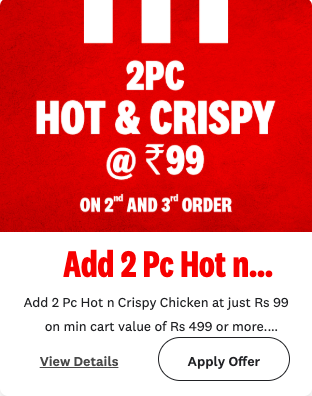 2PC
HOT & CRISPY
@ ₹99
ON 2nd AND 3rd ORDER
Add 2 Pc Hot n...
Add 2 Pc Hot n Crispy Chicken at just Rs 99
on min cart value of Rs 499 or more....
View Details Apply Offer